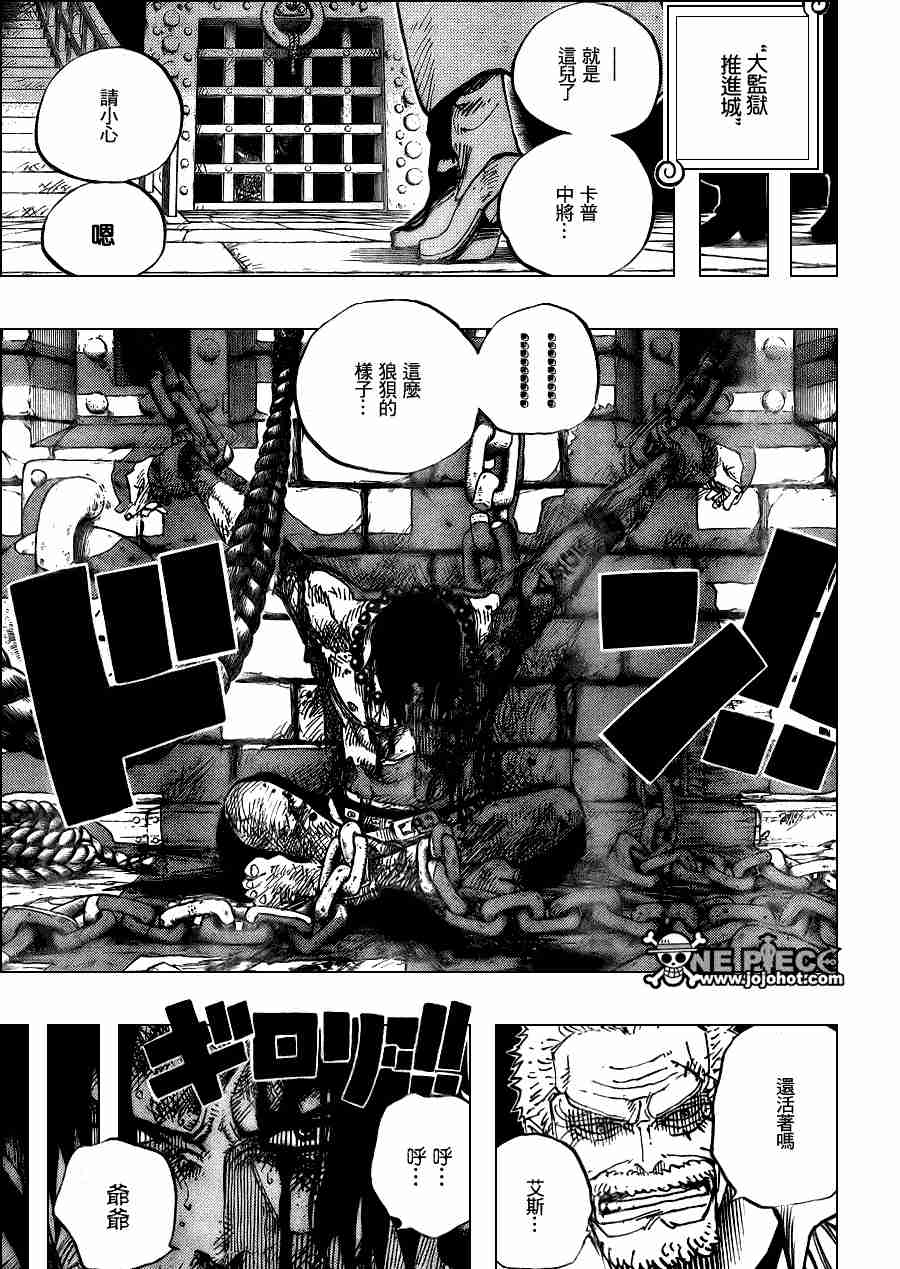 “大監獄
推進城”
——
就是
這兒了
卡普
中將…
請小心
嗯
………………
這麼
狼狽的
樣子…
ドーン!!
ONE PIECE
www.jojohot.com
還活著嗎
艾斯…
ギロッ!!
呼…
呼…
爺爺